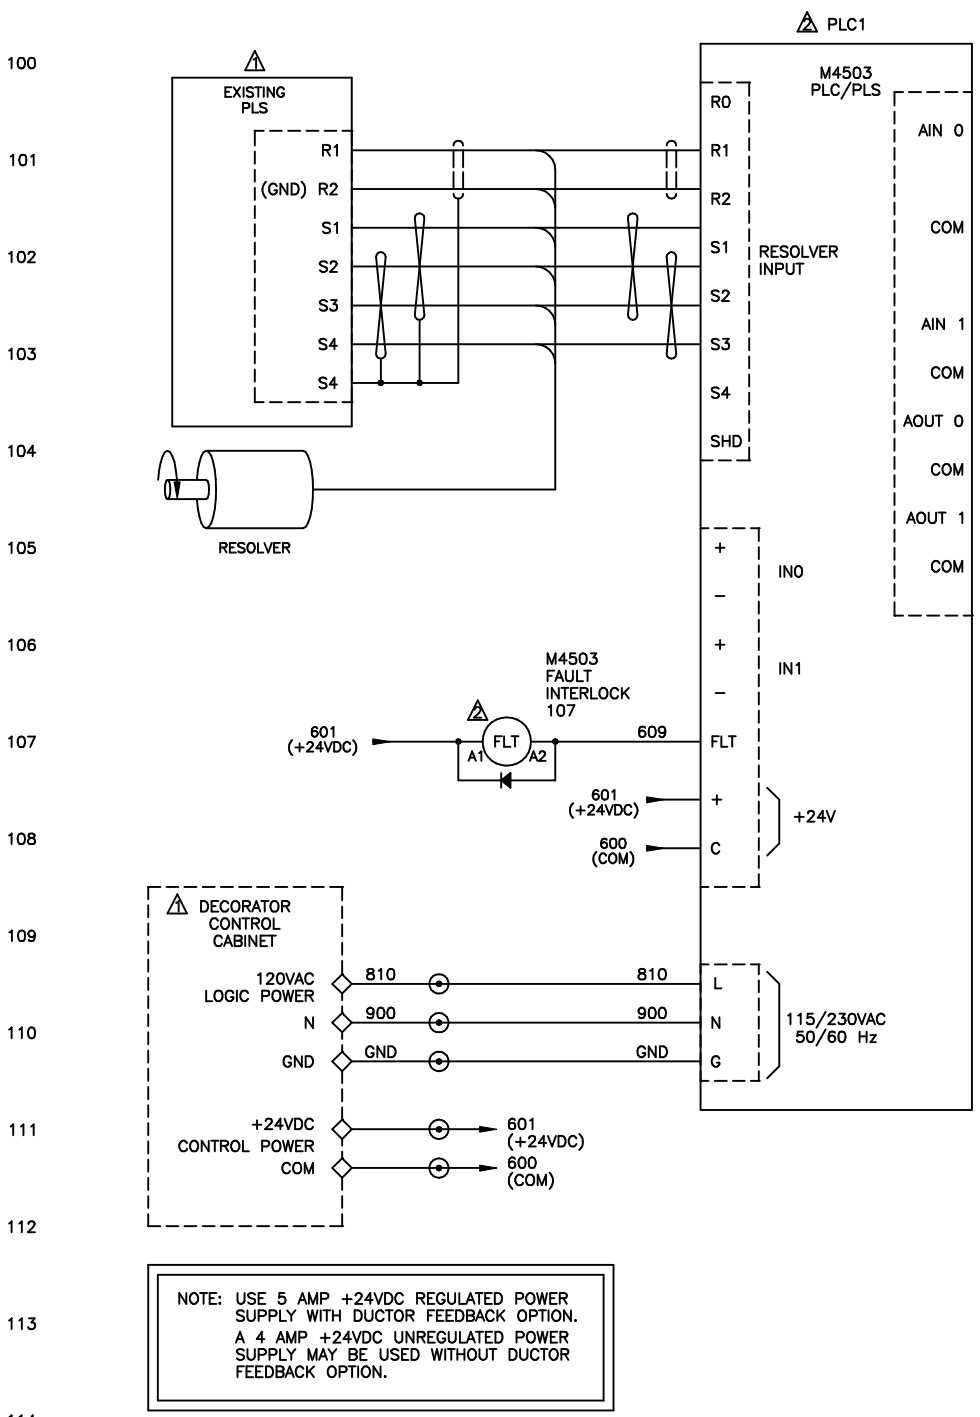 2 PLC1
100
1
EXISTING
PLS
M4503
PLC/PLS
R0
AIN 0
101
R1
R1
(GND) R2
R2
S1
S1
COM
102
S2
RESOLVER
INPUT
S2
S3
AIN 1
103
S4
S3
S4
COM
S4
AOUT 0
104
SHD
COM
AOUT 1
105
RESOLVER
+
IN0
COM
–
106
+
M4503
FAULT
INTERLOCK
107
IN1
–
2
107
601
(+24VDC)
FLT
A1
A2
609
FLT
601
(+24VDC)
+
+24V
108
600
(COM)
C
1
DECORATOR
CONTROL
CABINET
109
120VAC
LOGIC POWER
810
810
L
110
N
900
900
N
115/230VAC
50/60 Hz
GND
GND
GND
G
111
+24VDC
CONTROL POWER
601
(+24VDC)
COM
600
(COM)
112
NOTE: USE 5 AMP +24VDC REGULATED POWER
SUPPLY WITH DUCTOR FEEDBACK OPTION.
113
A 4 AMP +24VDC UNREGULATED POWER
SUPPLY MAY BE USED WITHOUT DUCTOR
FEEDBACK OPTION.